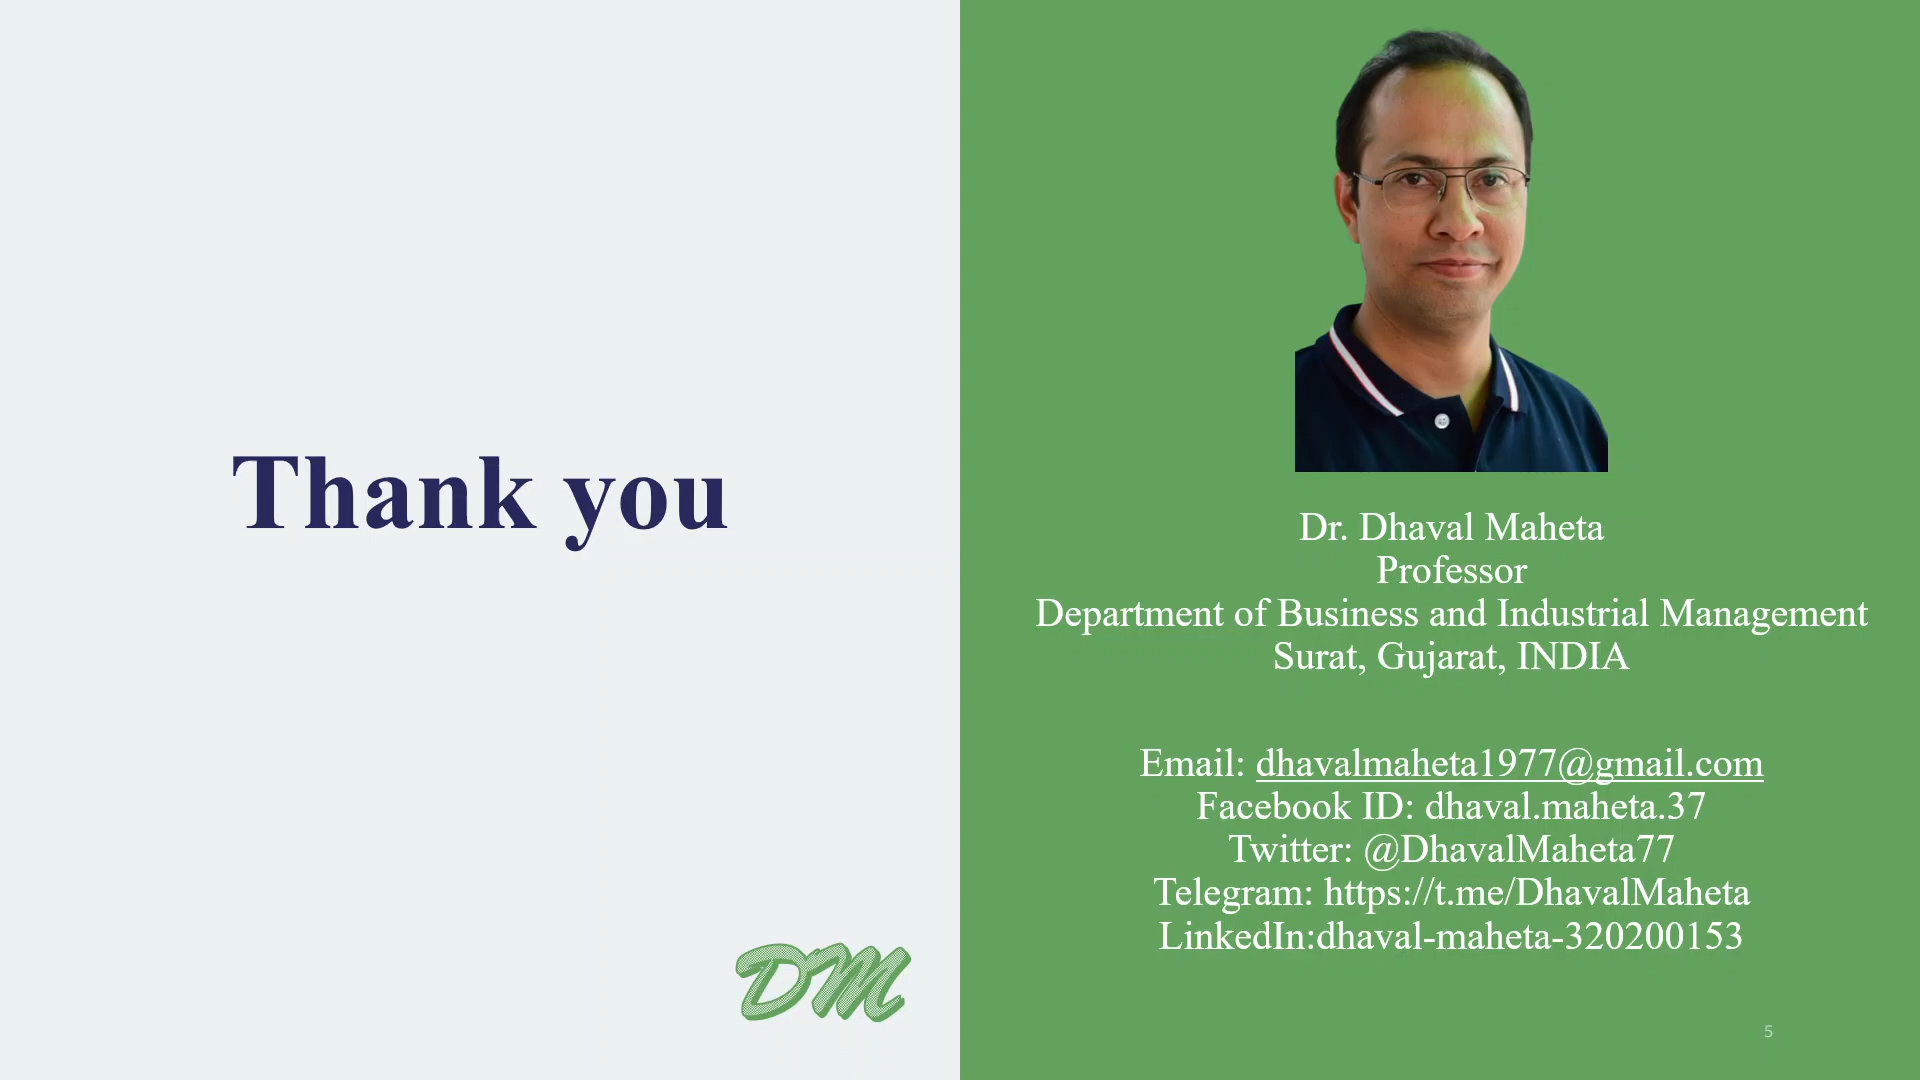 Thank you
DM
Dr. Dhaval Maheta
Professor
Department of Business and Industrial Management
Surat, Gujarat, INDIA
Email: dhavalmaheta1977@gmail.com
Facebook ID: dhaval.maheta.37
Twitter: @DhavalMaheta77
Telegram: https://t.me/DhavalMaheta
LinkedIn:dhaval-maheta-320200153
5